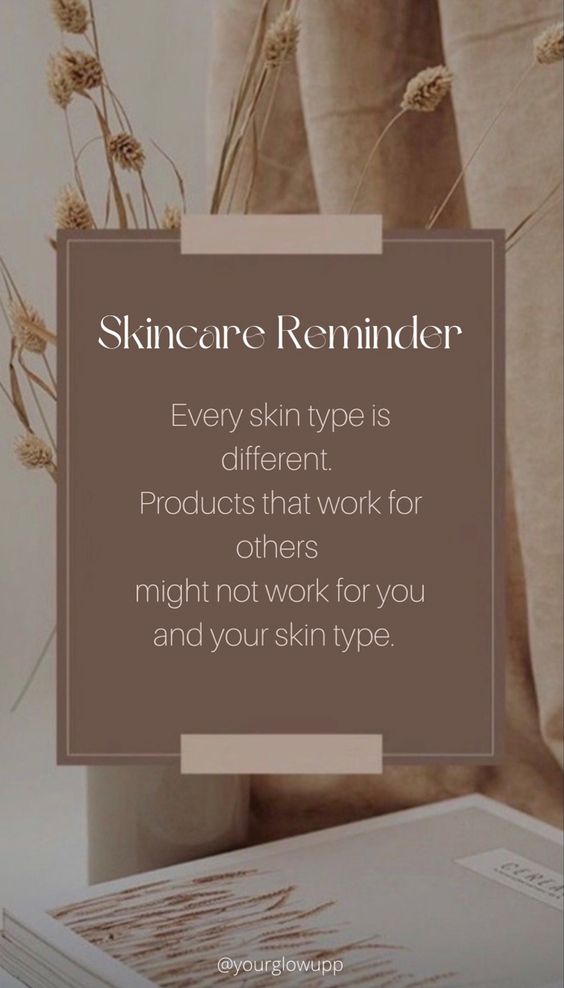 Skincare Reminder
Every skin type is
different.
Products that work for
others
might not work for you
and your skin type.
@yourglowupp